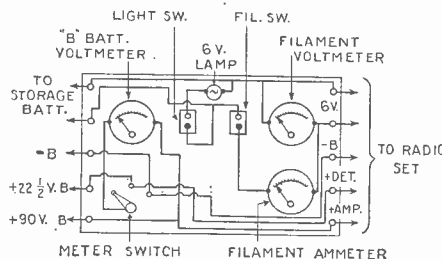 LIGHT SW.
FIL. SW.
"B" BATT.
VOLTMETER
6 V.
LAMP
FILAMENT
VOLTMETER
TO
STORAGE
BATT.
6V.
-B
-B
TO RADIO
SET
+22 1/2 V. B
+DET.
+90V. B
+AMP.
METER SWITCH
FILAMENT AMMETER